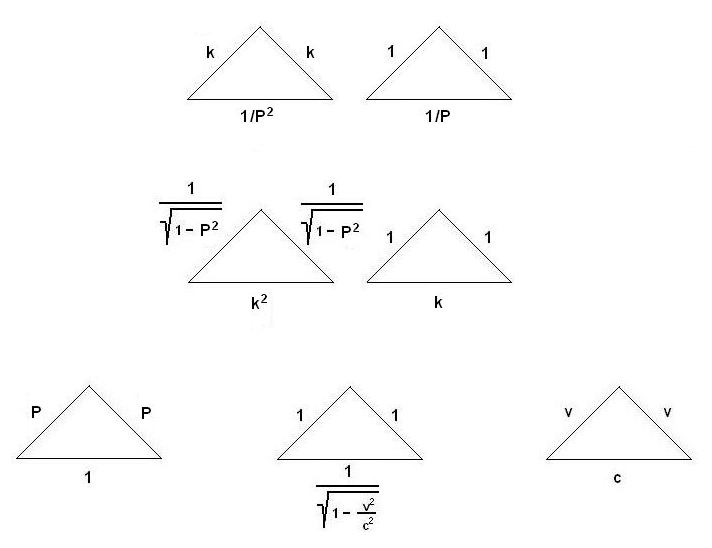 k k 1 1
1/P² 1/P
1/√(1 − P²) 1/√(1 − P²) 1 1
k² k
P P 1 1 v v
1 1/√(1 − v²/c²) c